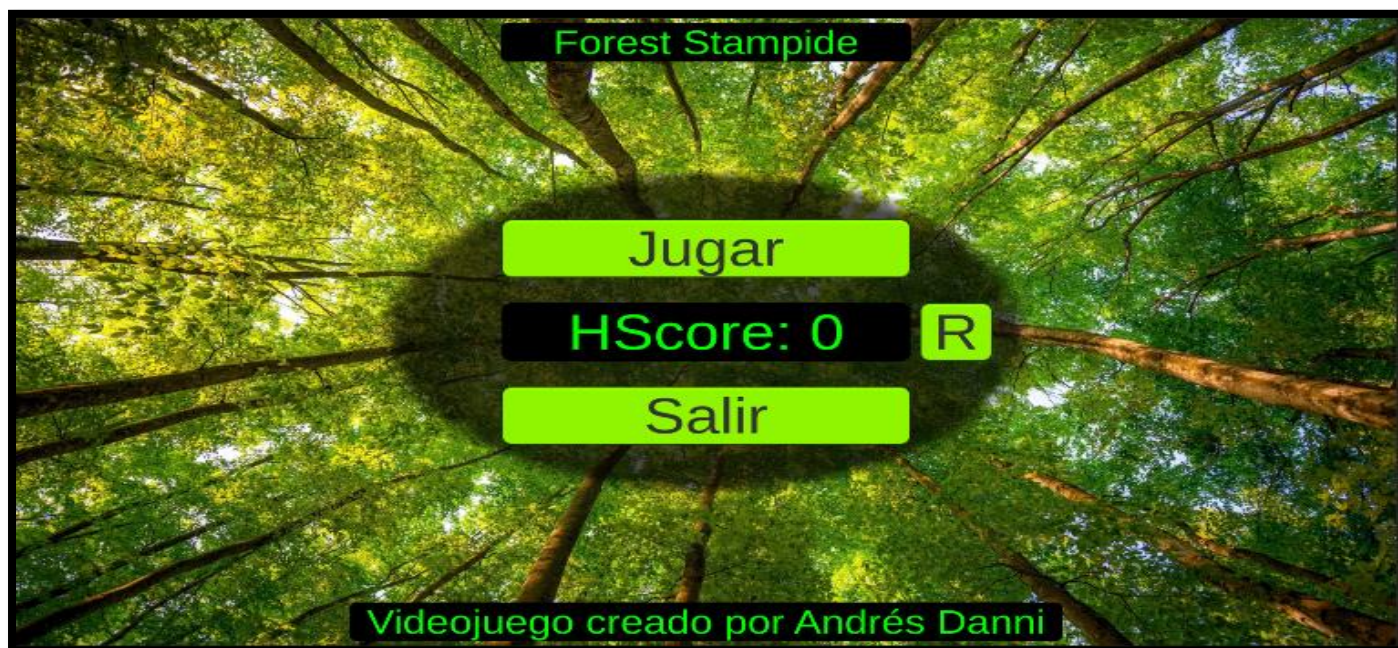 Forest Stampide
Jugar
HScore: 0 R
Salir
Videojuego creado por Andrés Danni